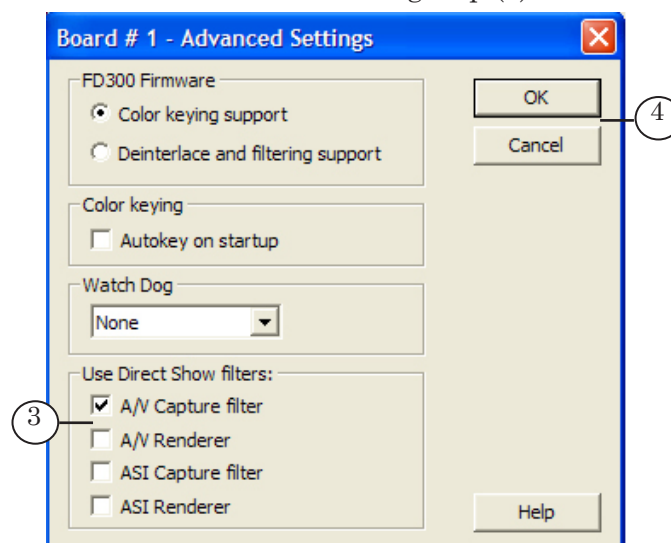 Board # 1 - Advanced Settings
FD300 Firmware
Color keying support
Deinterlace and filtering support
OK
4
Cancel
Color keying
Autokey on startup
Watch Dog
None
Use Direct Show filters:
3
A/V Capture filter
A/V Renderer
ASI Capture filter
ASI Renderer
Help